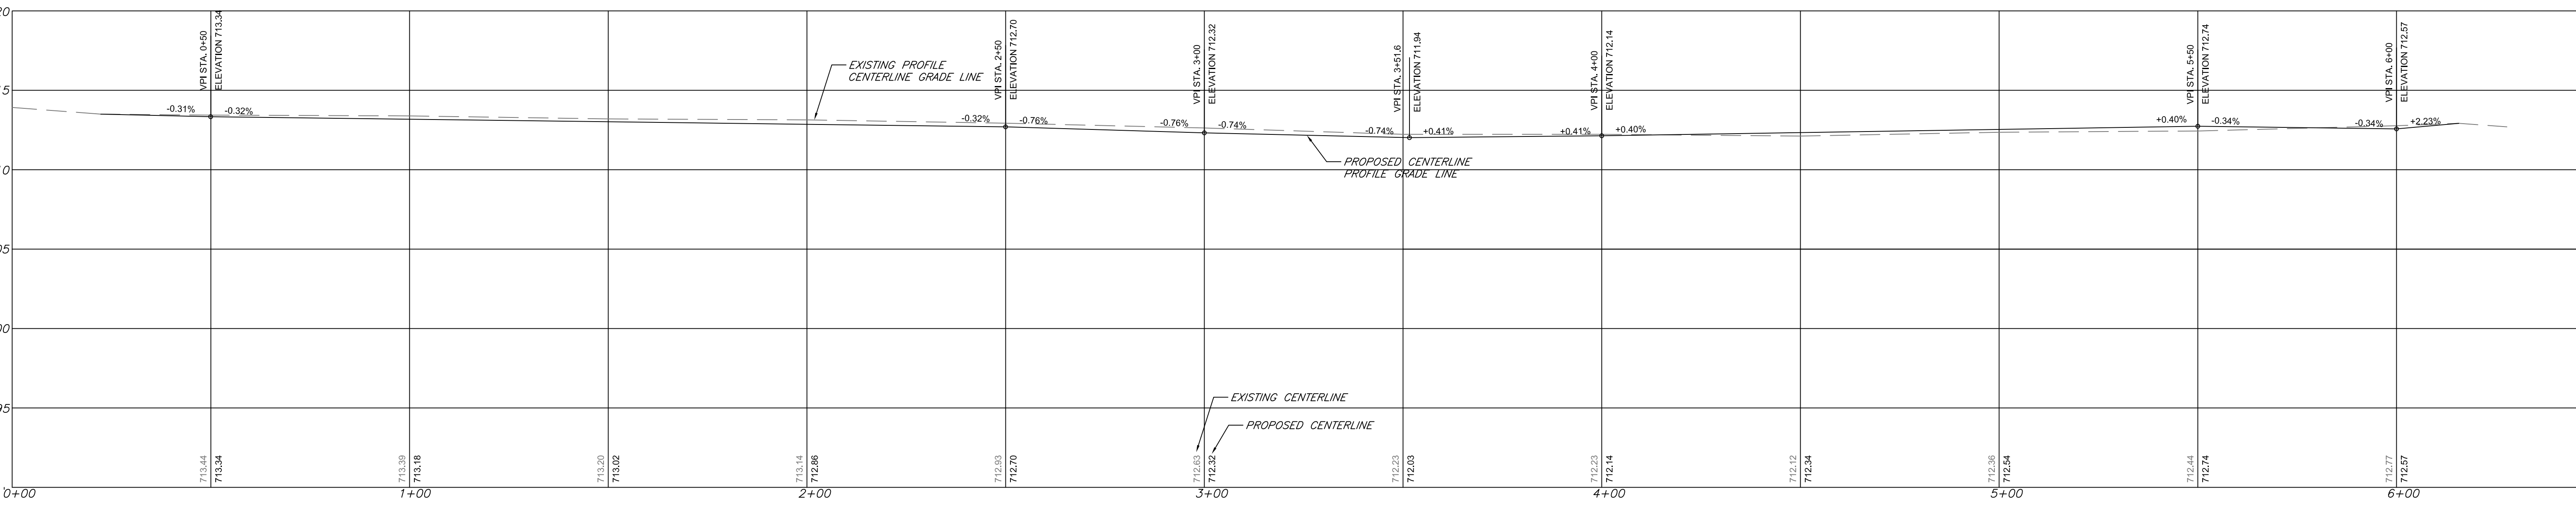 20
VPI STA. 0+50
ELEVATION 713.34
VPI STA. 2+50
ELEVATION 712.70
VPI STA. 3+00
ELEVATION 712.32
VPI STA. 3+51.6
ELEVATION 711.94
VPI STA. 4+00
ELEVATION 712.14
VPI STA. 5+50
ELEVATION 712.74
VPI STA. 6+00
ELEVATION 712.57
EXISTING PROFILE
CENTERLINE GRADE LINE
5
-0.31%
-0.32%
-0.32%
-0.76%
-0.76%
-0.74%
-0.74%
+0.41%
+0.41%
+0.40%
+0.40%
-0.34%
-0.34%
+2.23%
PROPOSED CENTERLINE
PROFILE GRADE LINE
0
05
00
95
EXISTING CENTERLINE
PROPOSED CENTERLINE
713.44
713.34
713.39
713.18
713.20
713.02
713.14
712.86
712.93
712.70
712.63
712.32
712.23
712.03
712.23
712.14
712.12
712.34
712.36
712.54
712.44
712.74
712.77
712.57
0+00
1+00
2+00
3+00
4+00
5+00
6+00